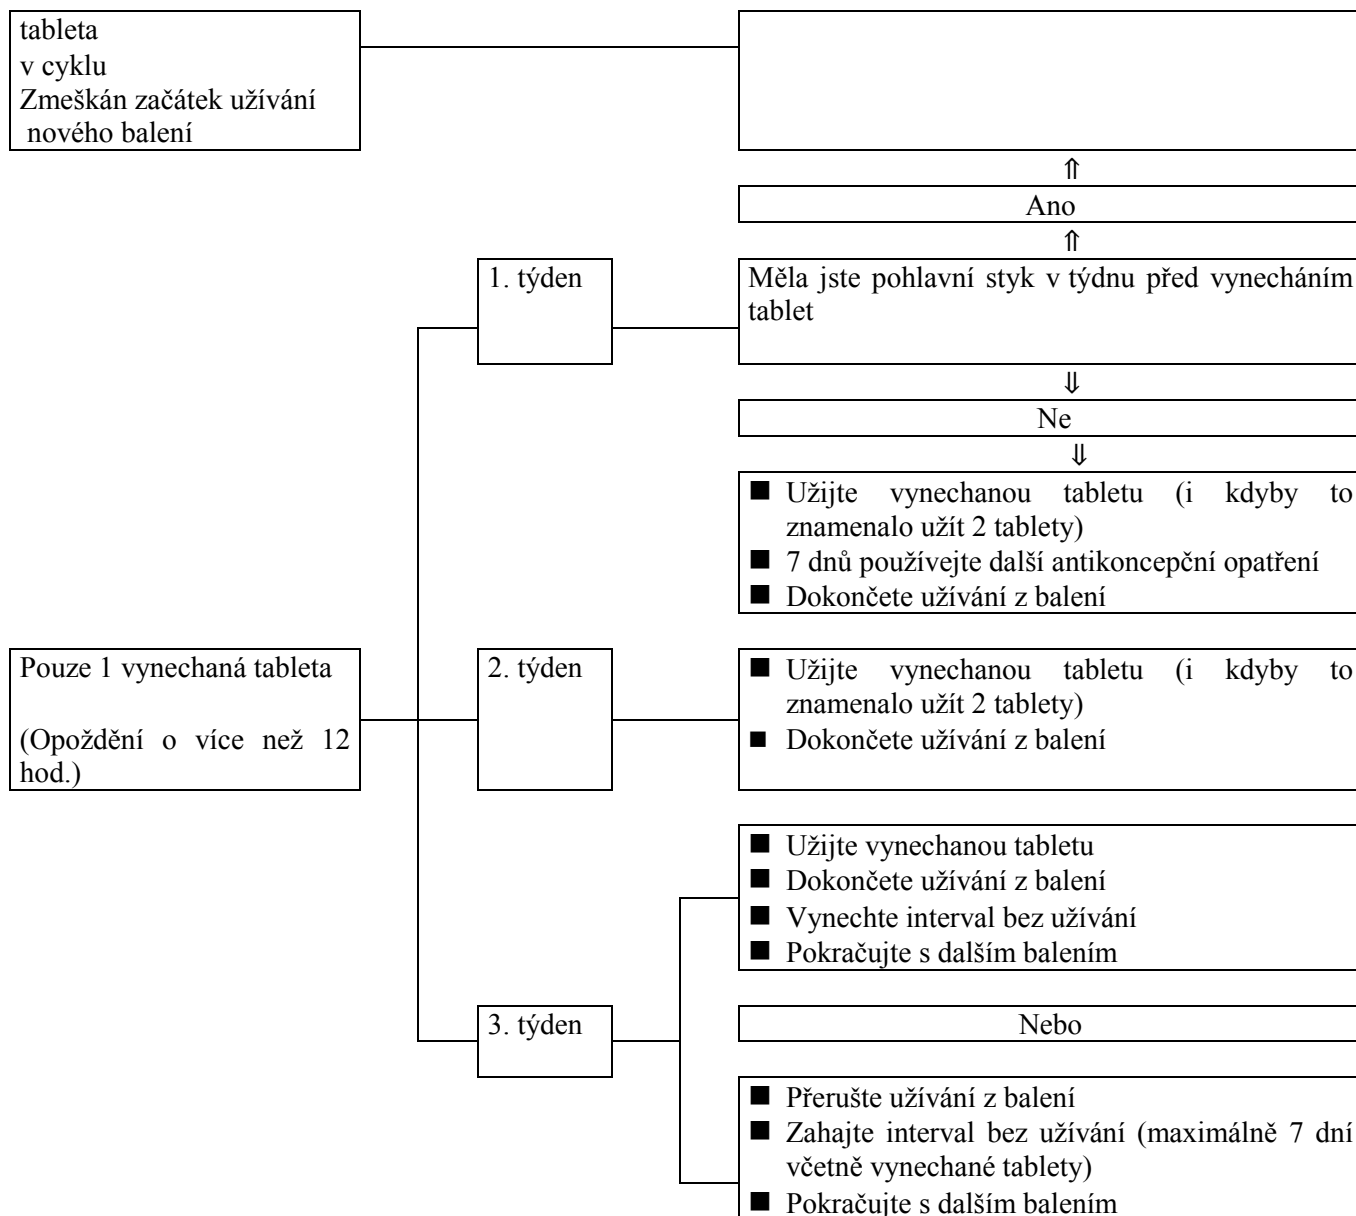 tableta
v cyklu
Zmeškán začátek užívání
nového balení
⇑
Ano
⇑
1. týden
Měla jste pohlavní styk v týdnu před vynecháním
tablet
⇓
Ne
⇓
■ Užijte vynechanou tabletu (i kdyby to
znamenalo užít 2 tablety)
■ 7 dnů používejte další antikoncepční opatření
■ Dokončete užívání z balení
Pouze 1 vynechaná tableta
(Opoždění o více než 12
hod.)
2. týden
■ Užijte vynechanou tabletu (i kdyby to
znamenalo užít 2 tablety)
■ Dokončete užívání z balení
■ Užijte vynechanou tabletu
■ Dokončete užívání z balení
■ Vynechte interval bez užívání
■ Pokračujte s dalším balením
3. týden
Nebo
■ Přerušte užívání z balení
■ Zahajte interval bez užívání (maximálně 7 dní
včetně vynechané tablety)
■ Pokračujte s dalším balením